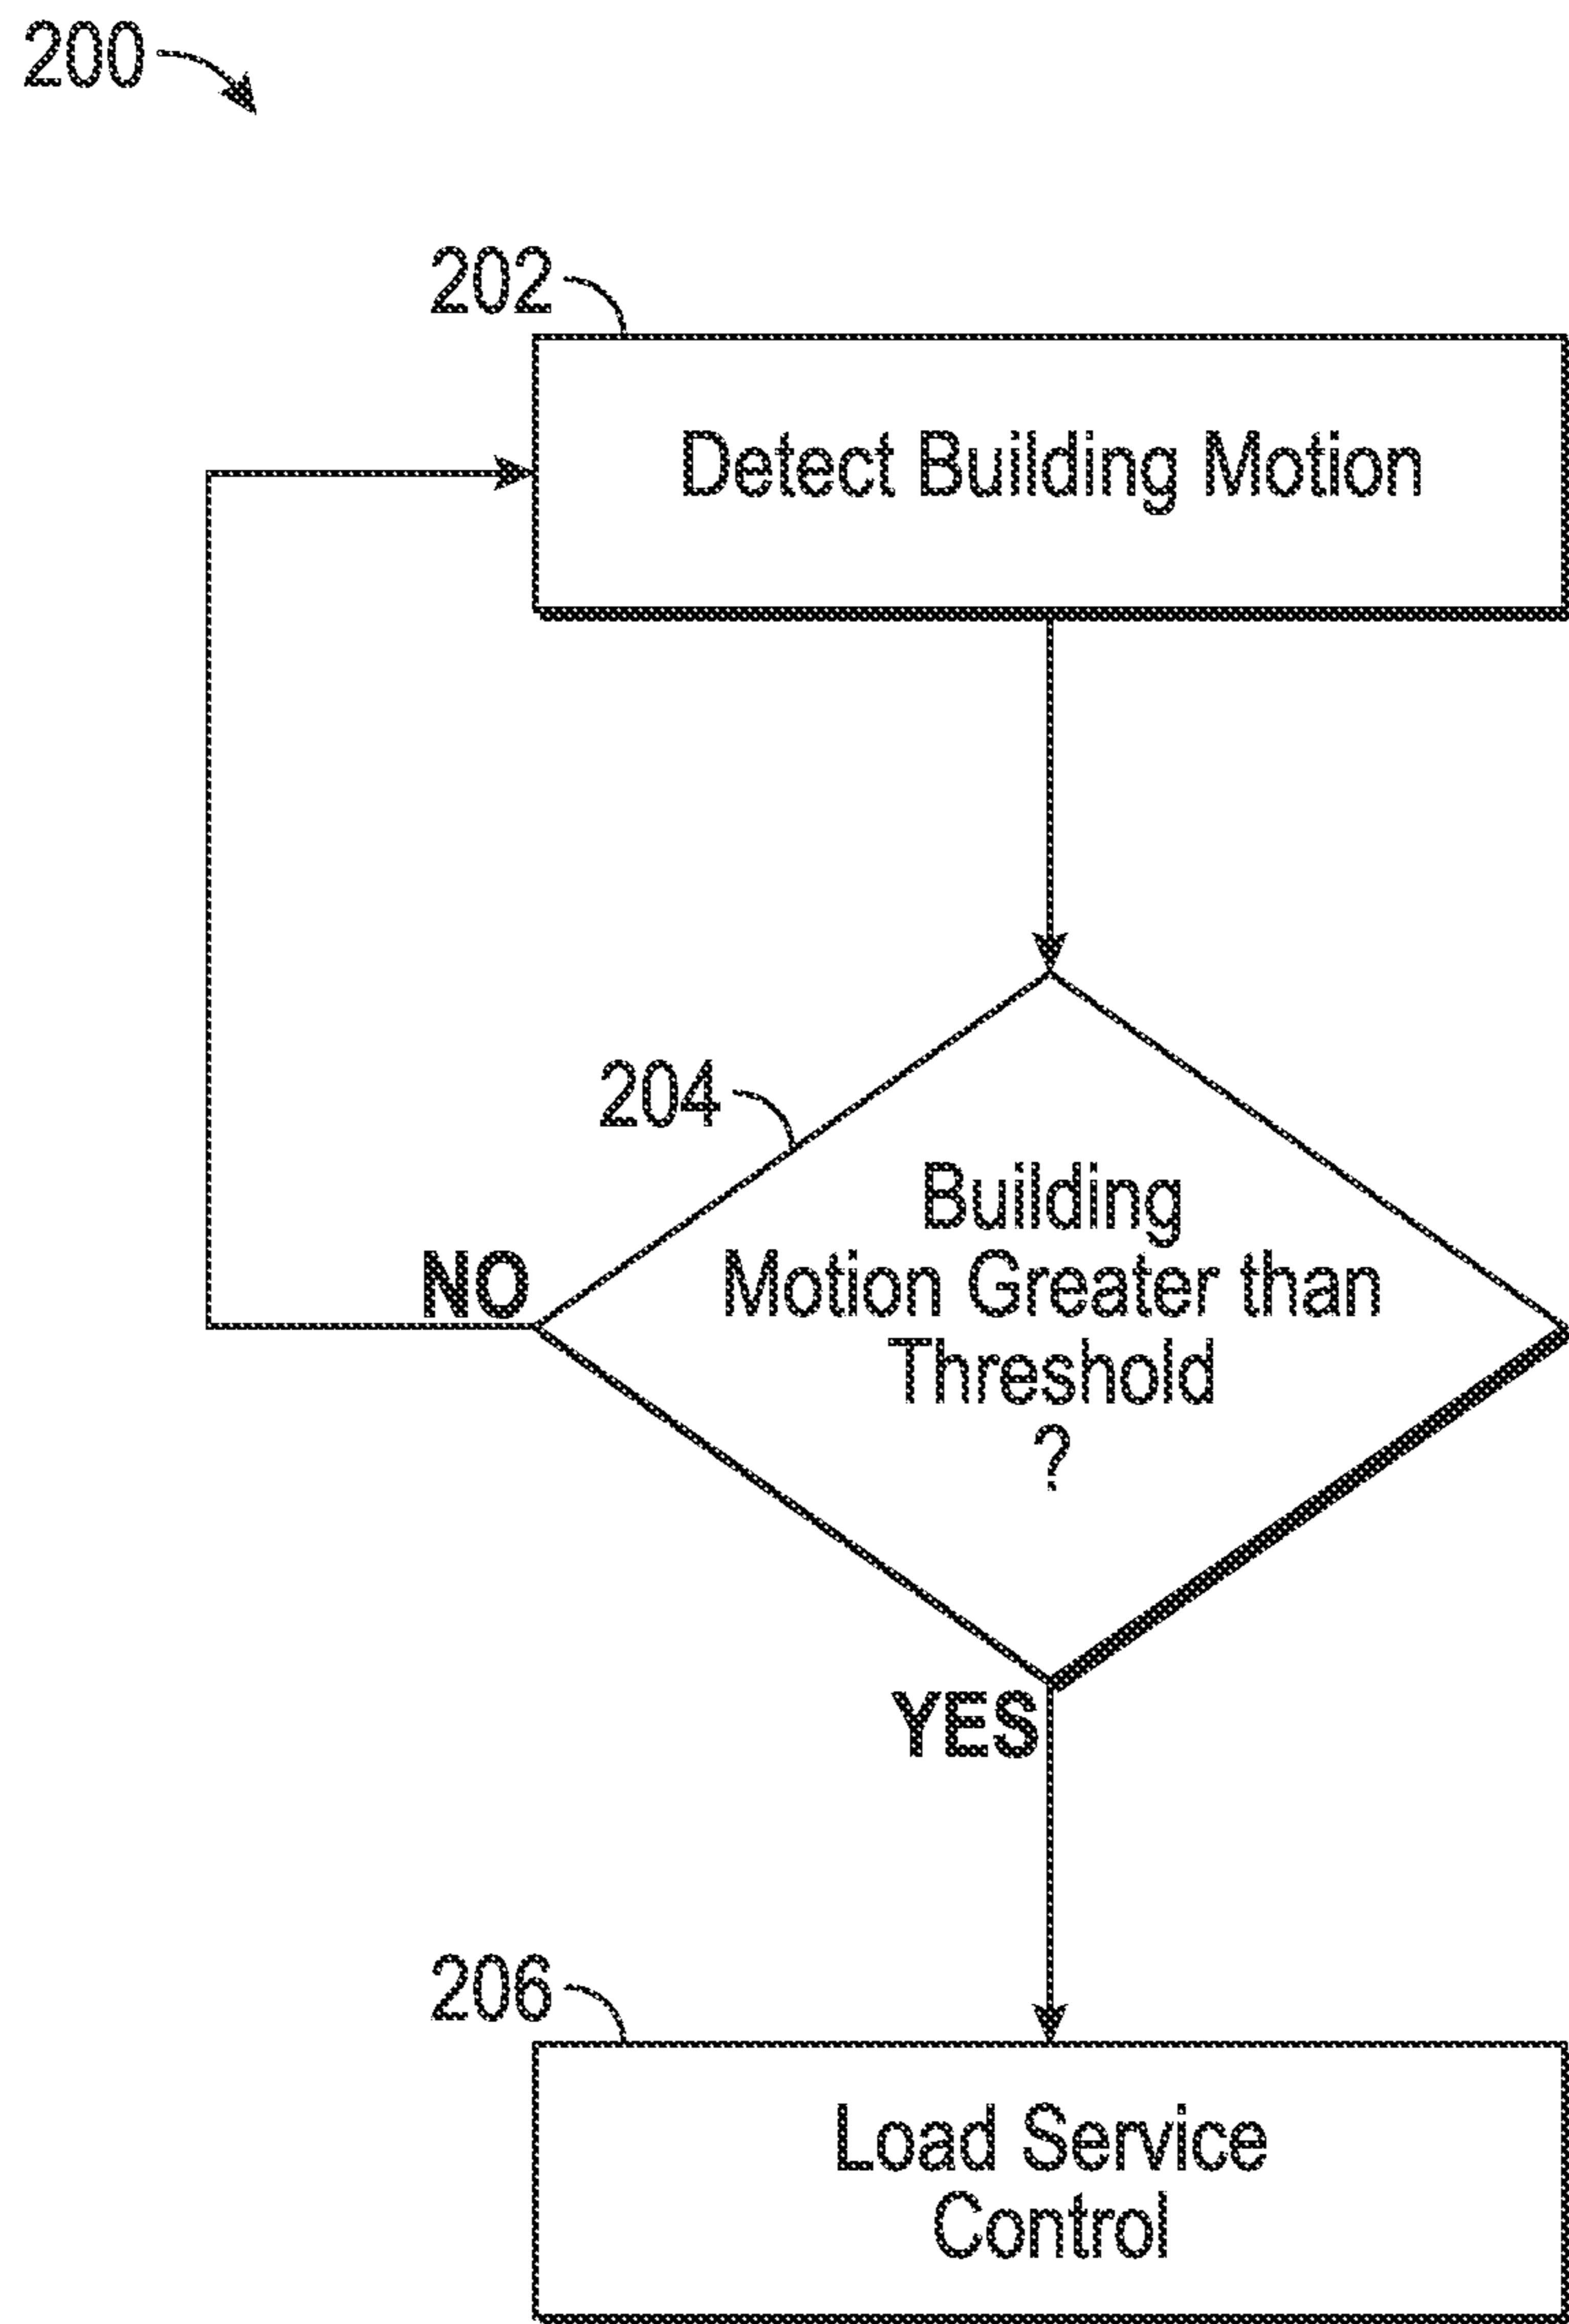 200
202
Detect Building Motion
204
Building
Motion Greater than
Threshold
?
NO
YES
206
Load Service
Control